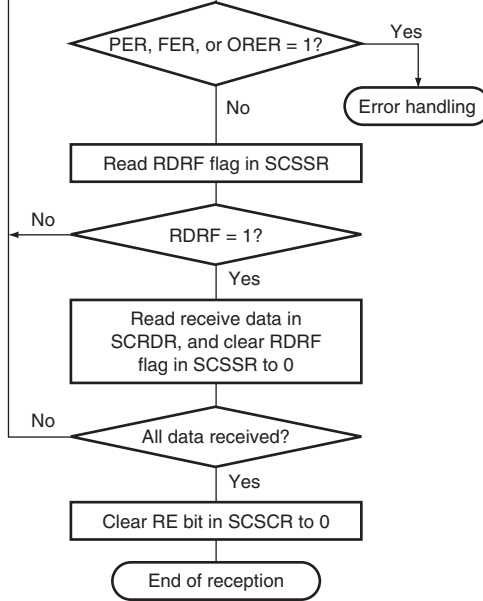 PER, FER, or ORER = 1?
Yes
Error handling
No
Read RDRF flag in SCSSR
No
RDRF = 1?
Yes
Read receive data in
SCRDR, and clear RDRF
flag in SCSSR to 0
No
All data received?
Yes
Clear RE bit in SCSCR to 0
End of reception